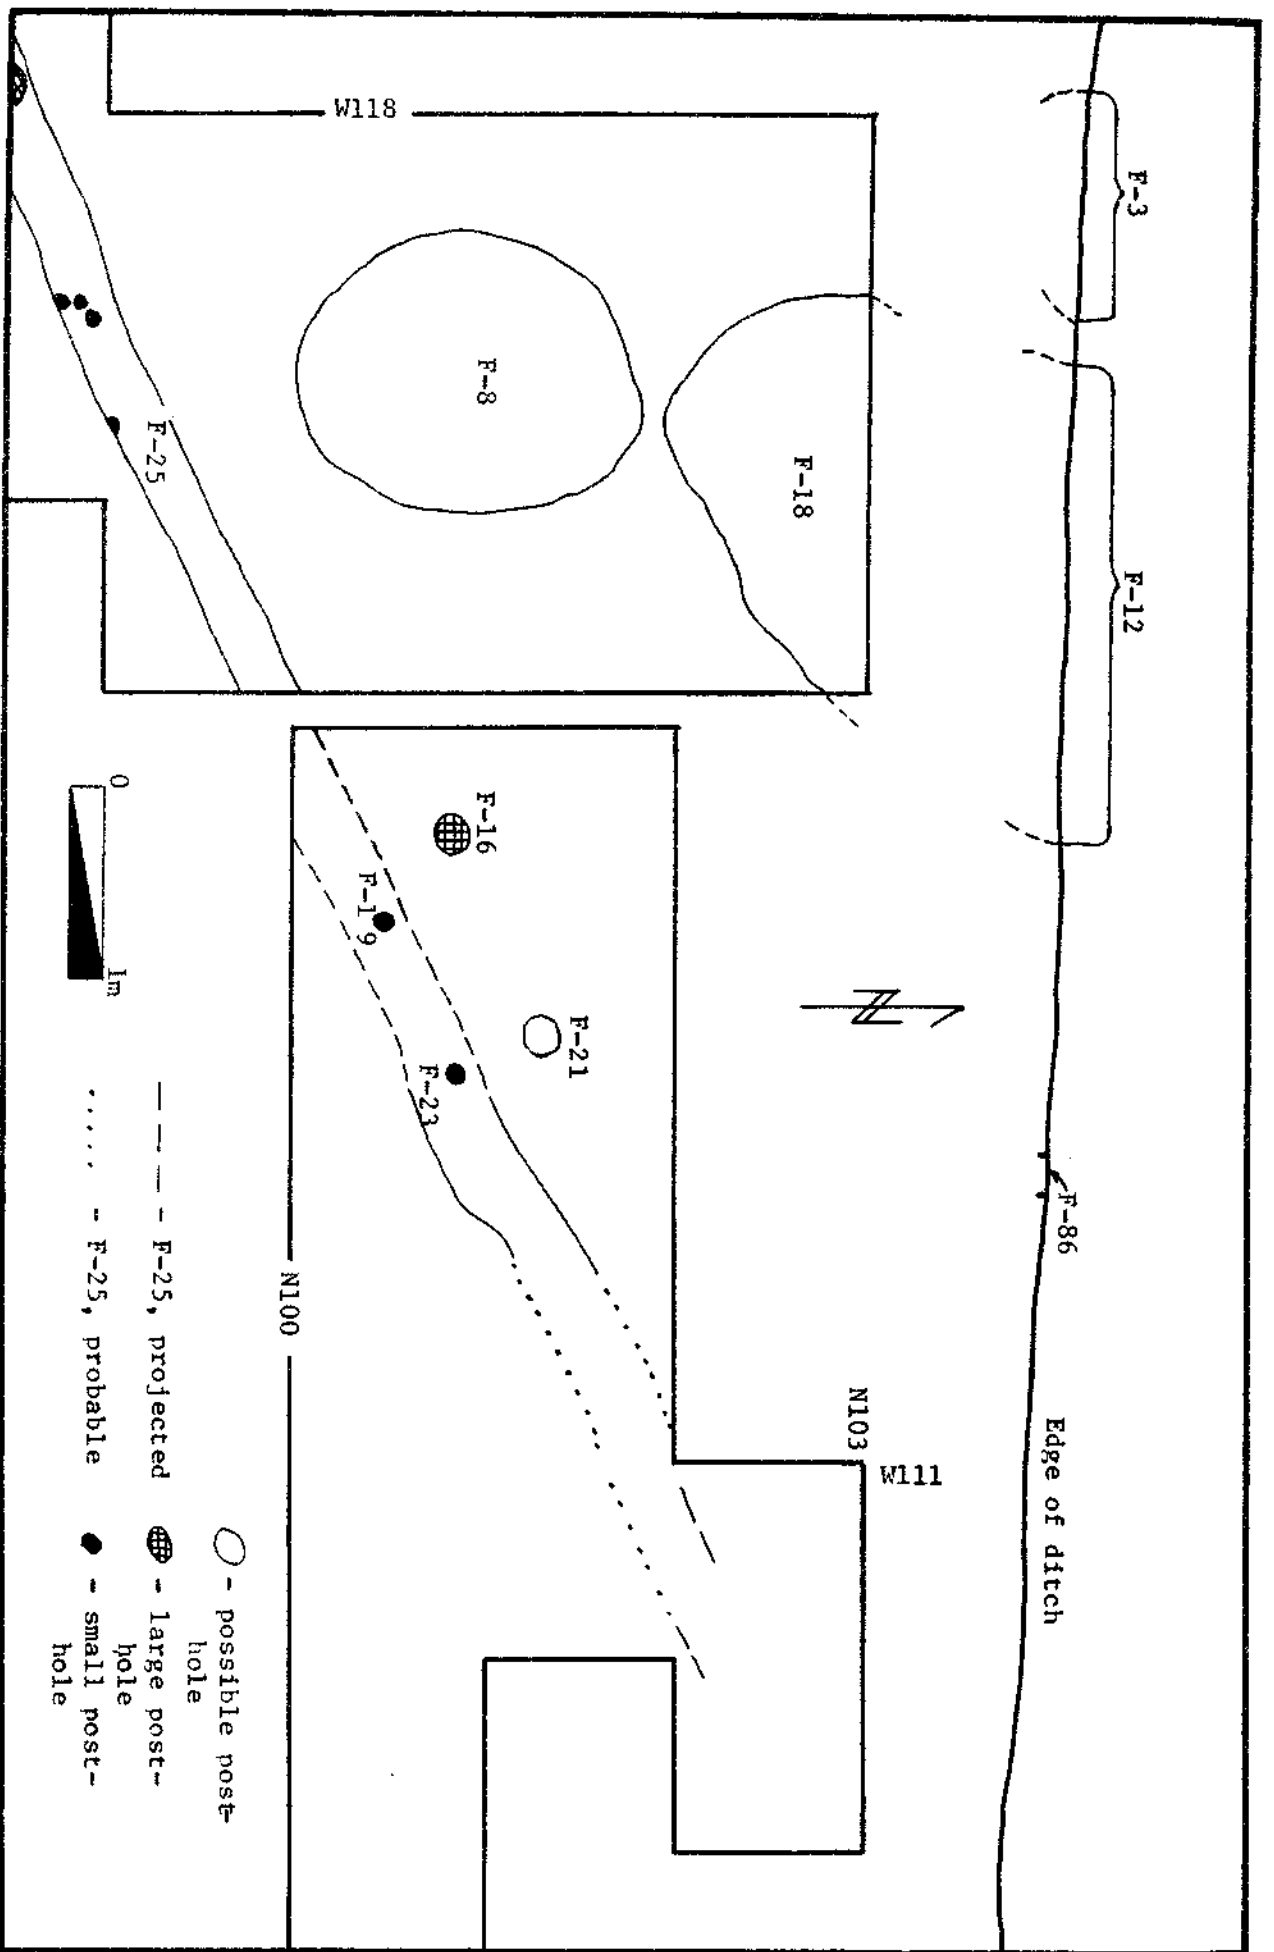 F-3
F-12
F-86
Edge of ditch
W118
F-8
F-18
N103
W111
N
F-25
F-16
F-21
F-19
F-23
N100
0 1m
— — — - F-25, projected
..... - F-25, probable
- possible post-
hole
- large post-
hole
- small post-
hole